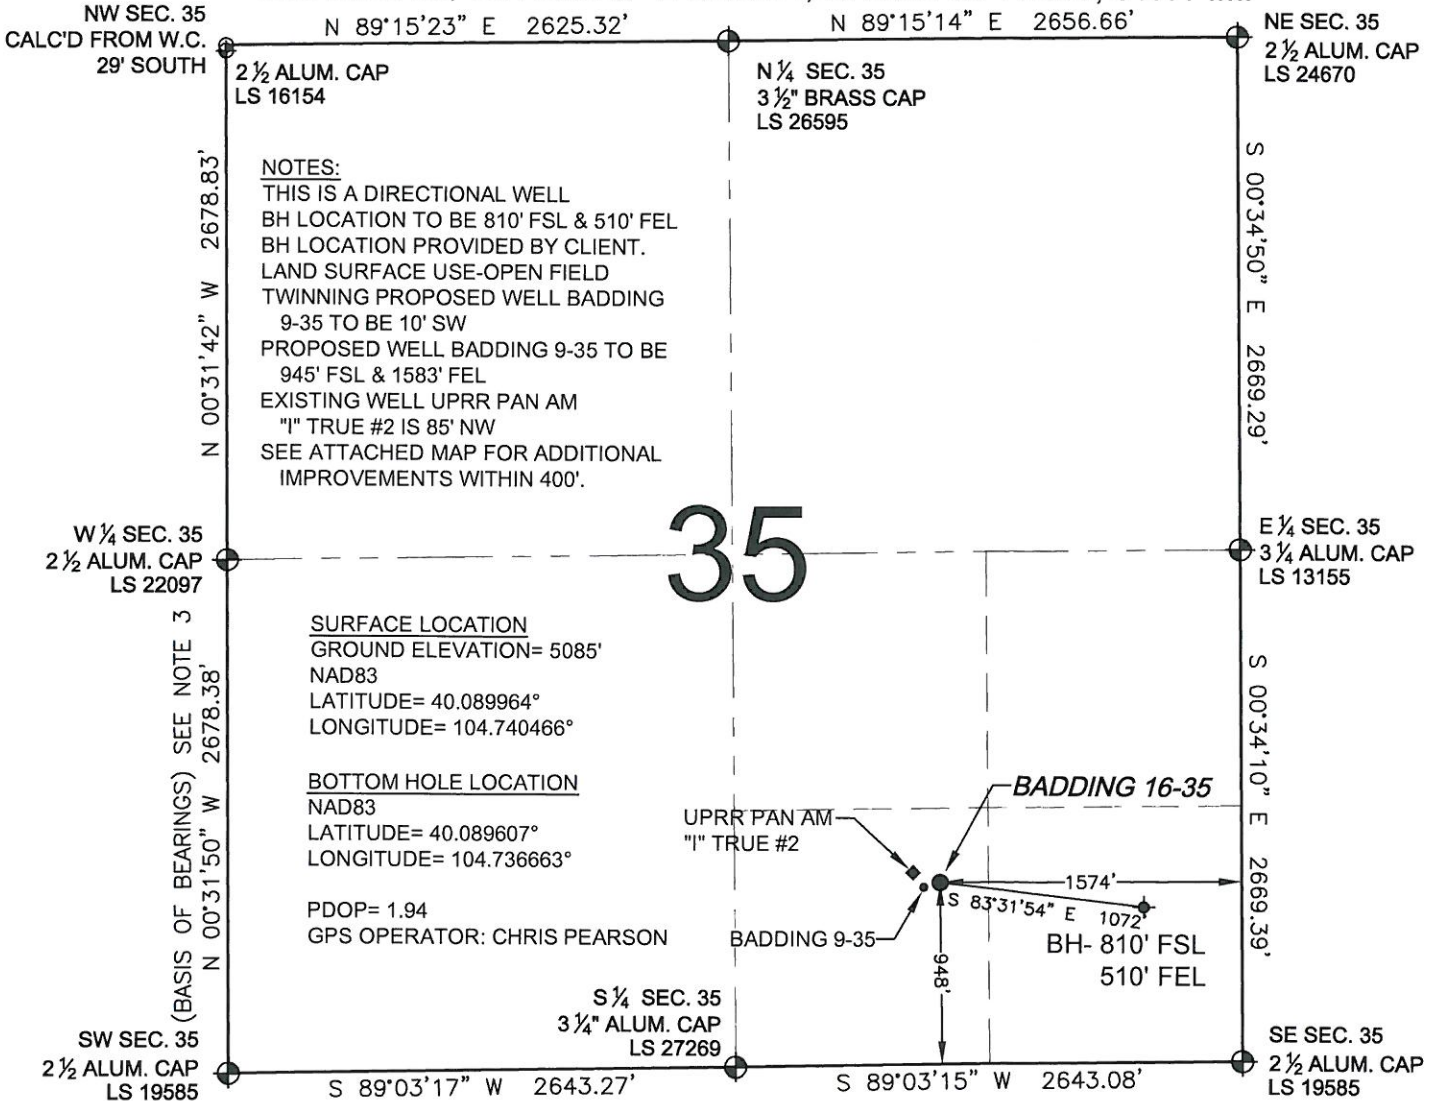 NW SEC. 35
CALC'D FROM W.C.
29' SOUTH
2 ½ ALUM. CAP
LS 16154
N 89°15'23" E 2625.32'
N 89°15'14" E 2656.66'
NE SEC. 35
2 ½ ALUM. CAP
LS 24670
N ¼ SEC. 35
3 ½" BRASS CAP
LS 26595
N 00°31'42" W 2678.83'
S 00°34'50" E 2669.29'
NOTES:
THIS IS A DIRECTIONAL WELL
BH LOCATION TO BE 810' FSL & 510' FEL
BH LOCATION PROVIDED BY CLIENT.
LAND SURFACE USE-OPEN FIELD
TWINNING PROPOSED WELL BADDING
9-35 TO BE 10' SW
PROPOSED WELL BADDING 9-35 TO BE
945' FSL & 1583' FEL
EXISTING WELL UPRR PAN AM
"I" TRUE #2 IS 85' NW
SEE ATTACHED MAP FOR ADDITIONAL
IMPROVEMENTS WITHIN 400'.
35
W ¼ SEC. 35
2 ½ ALUM. CAP
LS 22097
E ¼ SEC. 35
3 ¼ ALUM. CAP
LS 13155
(BASIS OF BEARINGS) SEE NOTE 3
N 00°31'50" W 2678.38'
S 00°34'10" E 2669.39'
SURFACE LOCATION
GROUND ELEVATION= 5085'
NAD83
LATITUDE= 40.089964°
LONGITUDE= 104.740466°
BOTTOM HOLE LOCATION
NAD83
LATITUDE= 40.089607°
LONGITUDE= 104.736663°
PDOP= 1.94
GPS OPERATOR: CHRIS PEARSON
BADDING 16-35
UPRR PAN AM
"I" TRUE #2
1574'
S 83°31'54" E 1072'
BADDING 9-35
948'
BH- 810' FSL
510' FEL
SW SEC. 35
2 ½ ALUM. CAP
LS 19585
S ¼ SEC. 35
3 ¼" ALUM. CAP
LS 27269
SE SEC. 35
2 ½ ALUM. CAP
LS 19585
S 89°03'17" W 2643.27'
S 89°03'15" W 2643.08'